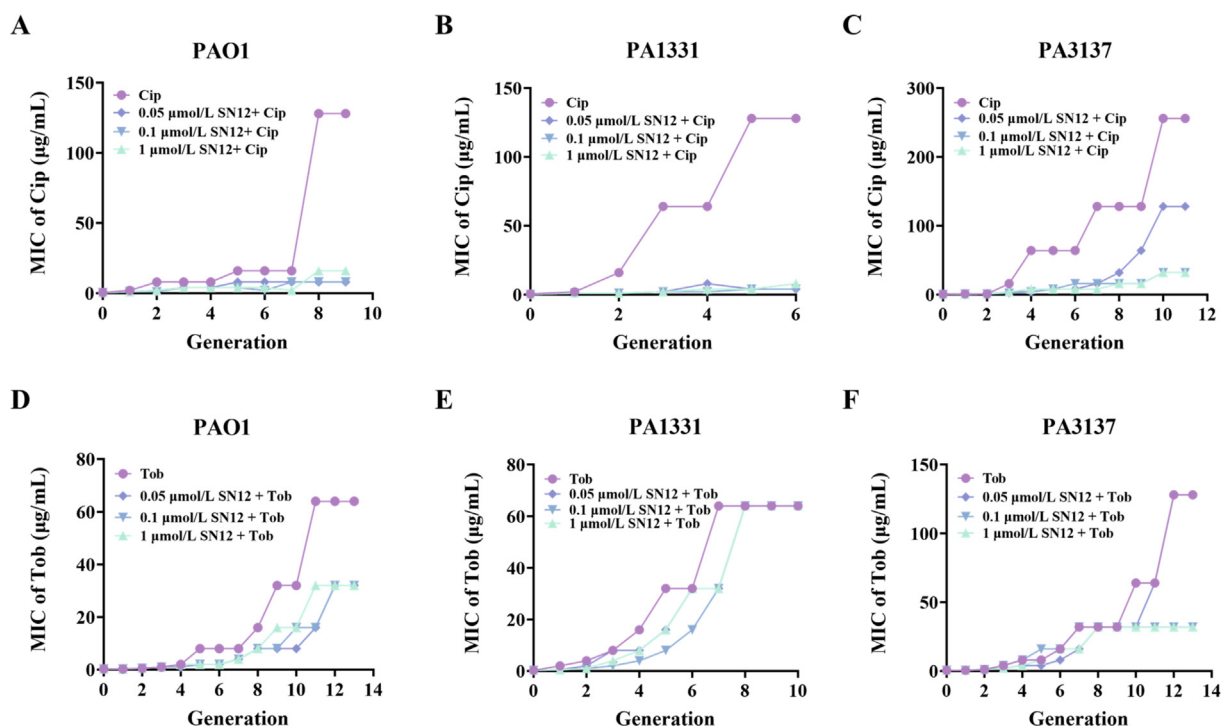 A
PAO1
Cip
0.05 μmol/L SN12+ Cip
0.1 μmol/L SN12+ Cip
1 μmol/L SN12+ Cip
MIC of Cip (μg/mL)
150
100
50
0
0 2 4 6 8 10
Generation
B
PA1331
Cip
0.05 μmol/L SN12 + Cip
0.1 μmol/L SN12 + Cip
1 μmol/L SN12 + Cip
MIC of Cip (μg/mL)
150
100
50
0
0 2 4 6
Generation
C
PA3137
Cip
0.05 μmol/L SN12 + Cip
0.1 μmol/L SN12 + Cip
1 μmol/L SN12 + Cip
MIC of Cip (μg/mL)
300
200
100
0
0 2 4 6 8 10 12
Generation
D
PAO1
Tob
0.05 μmol/L SN12 + Tob
0.1 μmol/L SN12 + Tob
1 μmol/L SN12 + Tob
MIC of Tob (μg/mL)
80
60
40
20
0
0 2 4 6 8 10 12 14
Generation
E
PA1331
Tob
0.05 μmol/L SN12 + Tob
0.1 μmol/L SN12 + Tob
1 μmol/L SN12 + Tob
MIC of Tob (μg/mL)
80
60
40
20
0
0 2 4 6 8 10
Generation
F
PA3137
Tob
0.05 μmol/L SN12 + Tob
0.1 μmol/L SN12 + Tob
1 μmol/L SN12 + Tob
MIC of Tob (μg/mL)
150
100
50
0
0 2 4 6 8 10 12 14
Generation